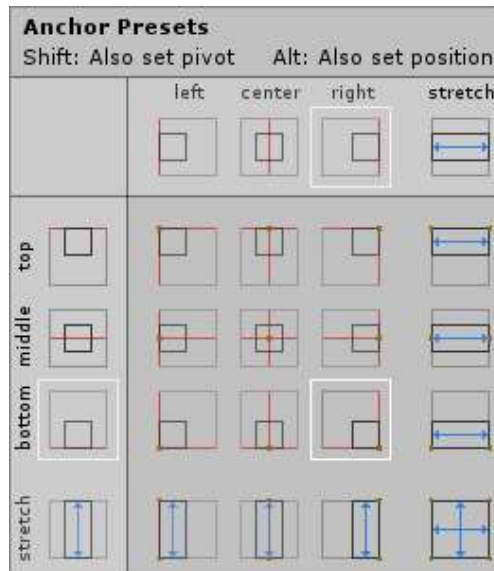 Anchor Presets
Shift: Also set pivot Alt: Also set position
left center right stretch
top
middle
bottom
stretch